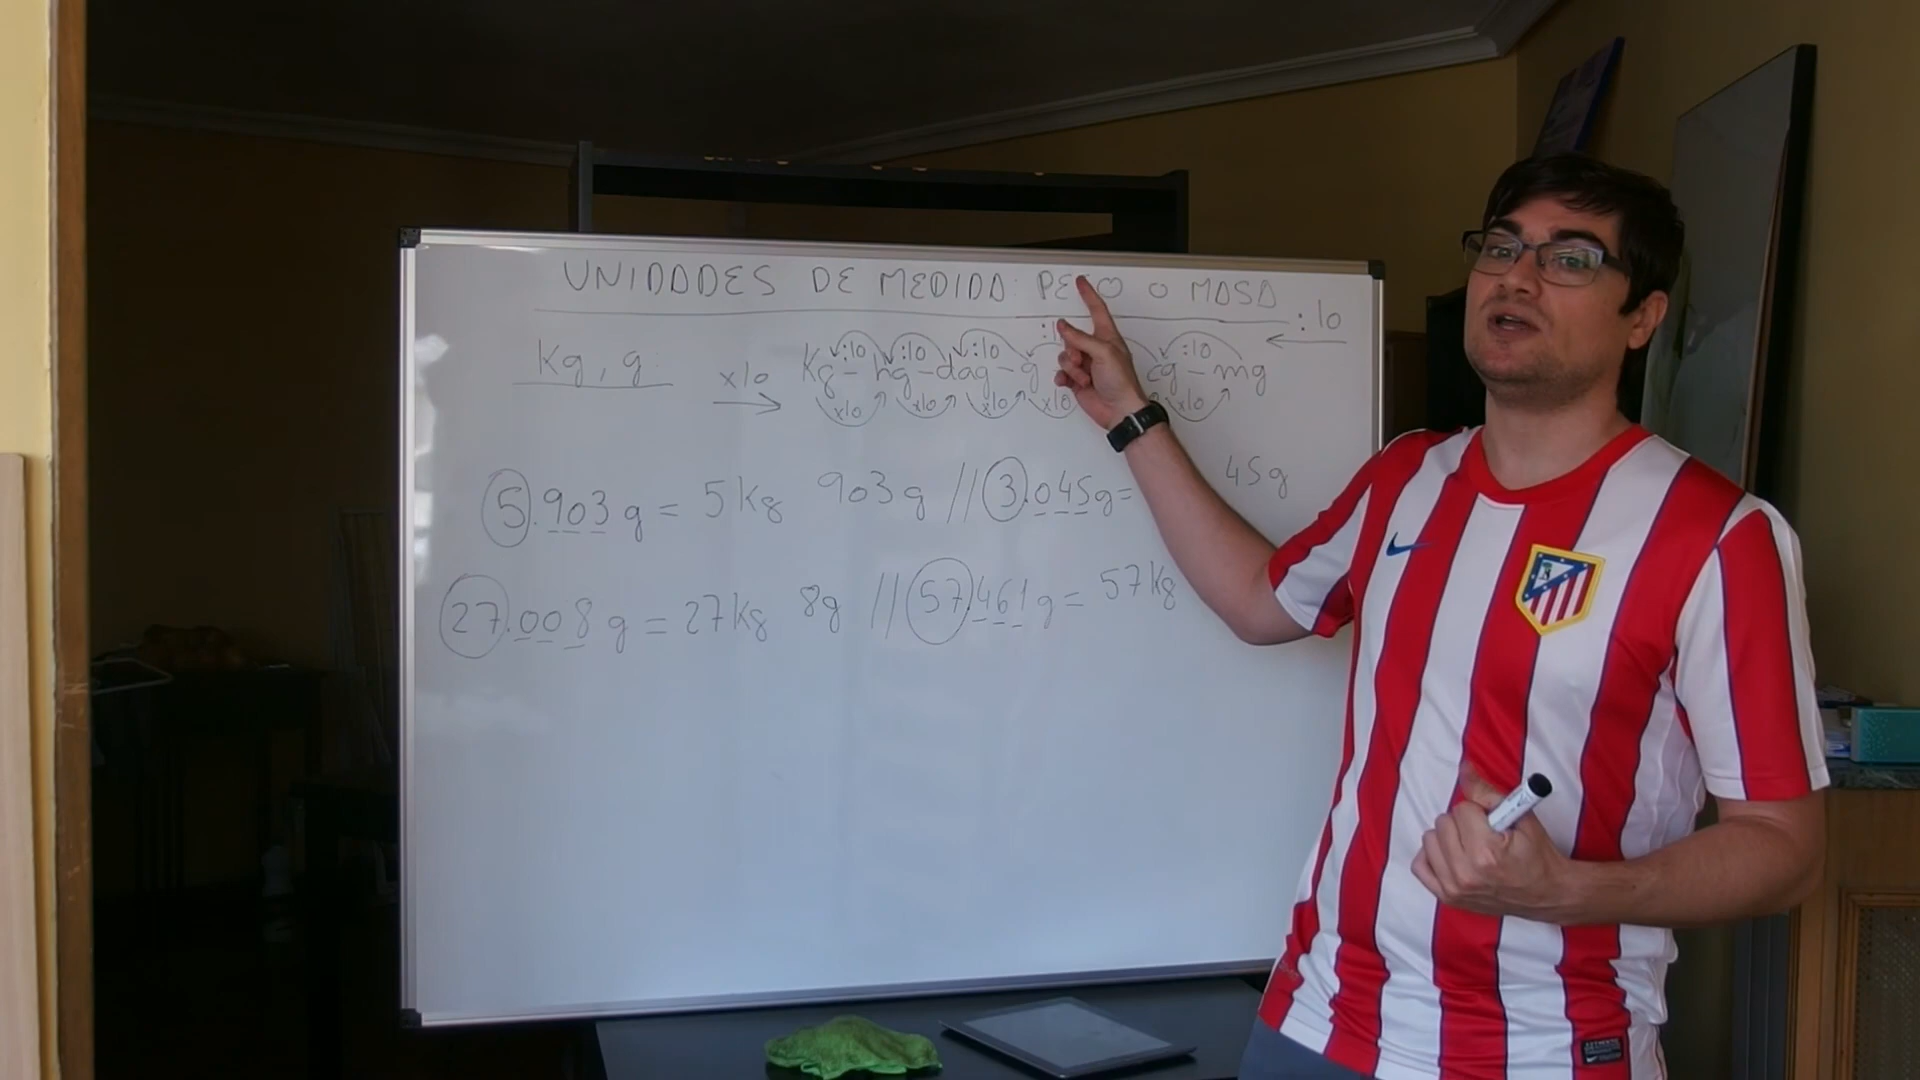 UNIDADES DE MEDIDA: PESO O MASA
:10
Kg, g
x10
:10 :10 :10 :10
Kg - hg - dag - g cg - mg
x10 x10 x10 x10 x10
5.903 g = 5 Kg 903 g // 3.045 g = 45 g
27.008 g = 27 Kg 8 g // 57.461 g = 57 Kg